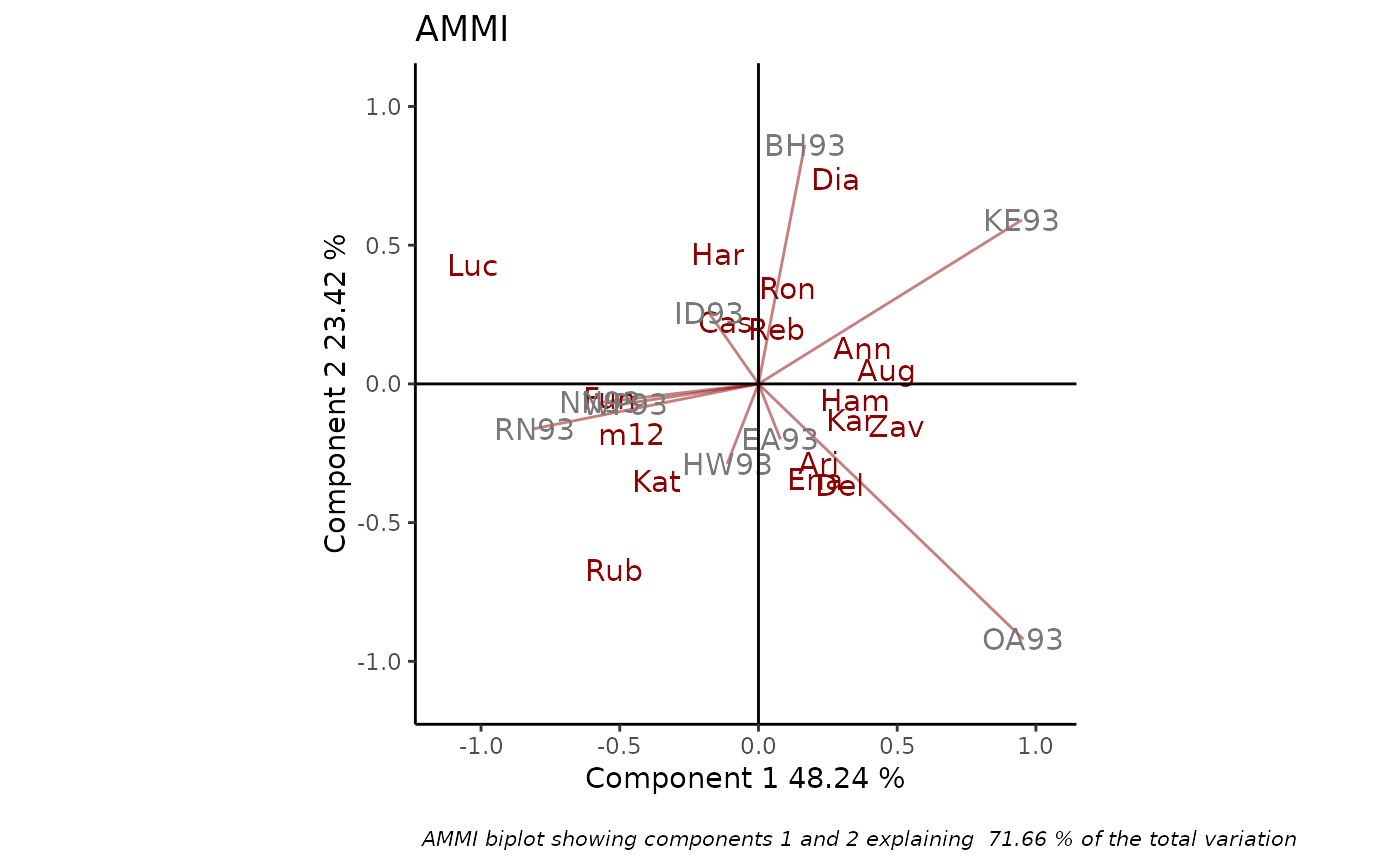 AMMI
1.0
BH93
Dia
KE93
0.5
Har
Luc
Ron
ID93
Cas
Reb
Ann
Aug
0.0
Fun
NN93
WP93
Ham
Kar
Zav
RN93
m12
EA93
HW93
Ari
Kat
Ena
Del
-0.5
Rub
OA93
-1.0
Component 2 23.42 %
-1.0 -0.5 0.0 0.5 1.0
Component 1 48.24 %
AMMI biplot showing components 1 and 2 explaining 71.66 % of the total variation